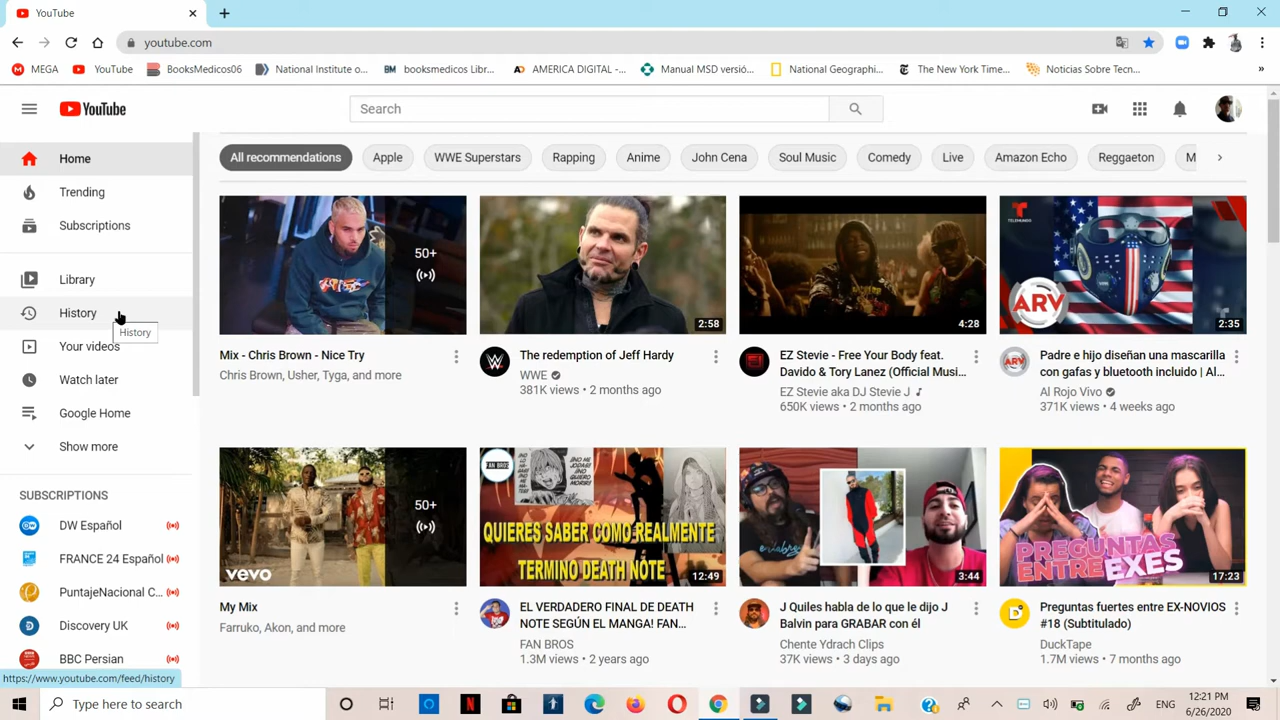 YouTube
youtube.com
MEGA YouTube BooksMedicos06 National Institute o... booksmedicos Libr... AMERICA DIGITAL -... Manual MSD versió... National Geographi... The New York Time... Noticias Sobre Tecn... »
YouTube
Search
Home
Trending
Subscriptions
Library
History
History
Your videos
Watch later
Google Home
Show more
SUBSCRIPTIONS
DW Español
FRANCE 24 Español
PuntajeNacional C...
Discovery UK
BBC Persian
https://www.youtube.com/feed/history
All recommendations Apple WWE Superstars Rapping Anime John Cena Soul Music Comedy Live Amazon Echo Reggaeton M
50+
2:58
4:28
TELEMUNDO
ARV
2:35
Mix - Chris Brown - Nice Try
Chris Brown, Usher, Tyga, and more
The redemption of Jeff Hardy
WWE
381K views • 2 months ago
EZ Stevie - Free Your Body feat.
Davido & Tory Lanez (Official Musi...
EZ Stevie aka DJ Stevie J
650K views • 2 months ago
Padre e hijo diseñan una mascarilla
con gafas y bluetooth incluido | Al...
Al Rojo Vivo
371K views • 4 weeks ago
50+
vevo
FAN BROS
QUIERES SABER COMO REALMENTE
TERMINO DEATH NOTE
12:49
3:44
PREGUNTAS
ENTRE EXES
17:23
My Mix
Farruko, Akon, and more
EL VERDADERO FINAL DE DEATH
NOTE SEGÚN EL MANGA! FAN...
FAN BROS
1.3M views • 2 years ago
J Quiles habla de lo que le dijo J
Balvin para GRABAR con él
Chente Ydrach Clips
37K views • 3 days ago
Preguntas fuertes entre EX-NOVIOS
#18 (Subtitulado)
DuckTape
1.7M views • 7 months ago
Type here to search
ENG
12:21 PM
6/26/2020